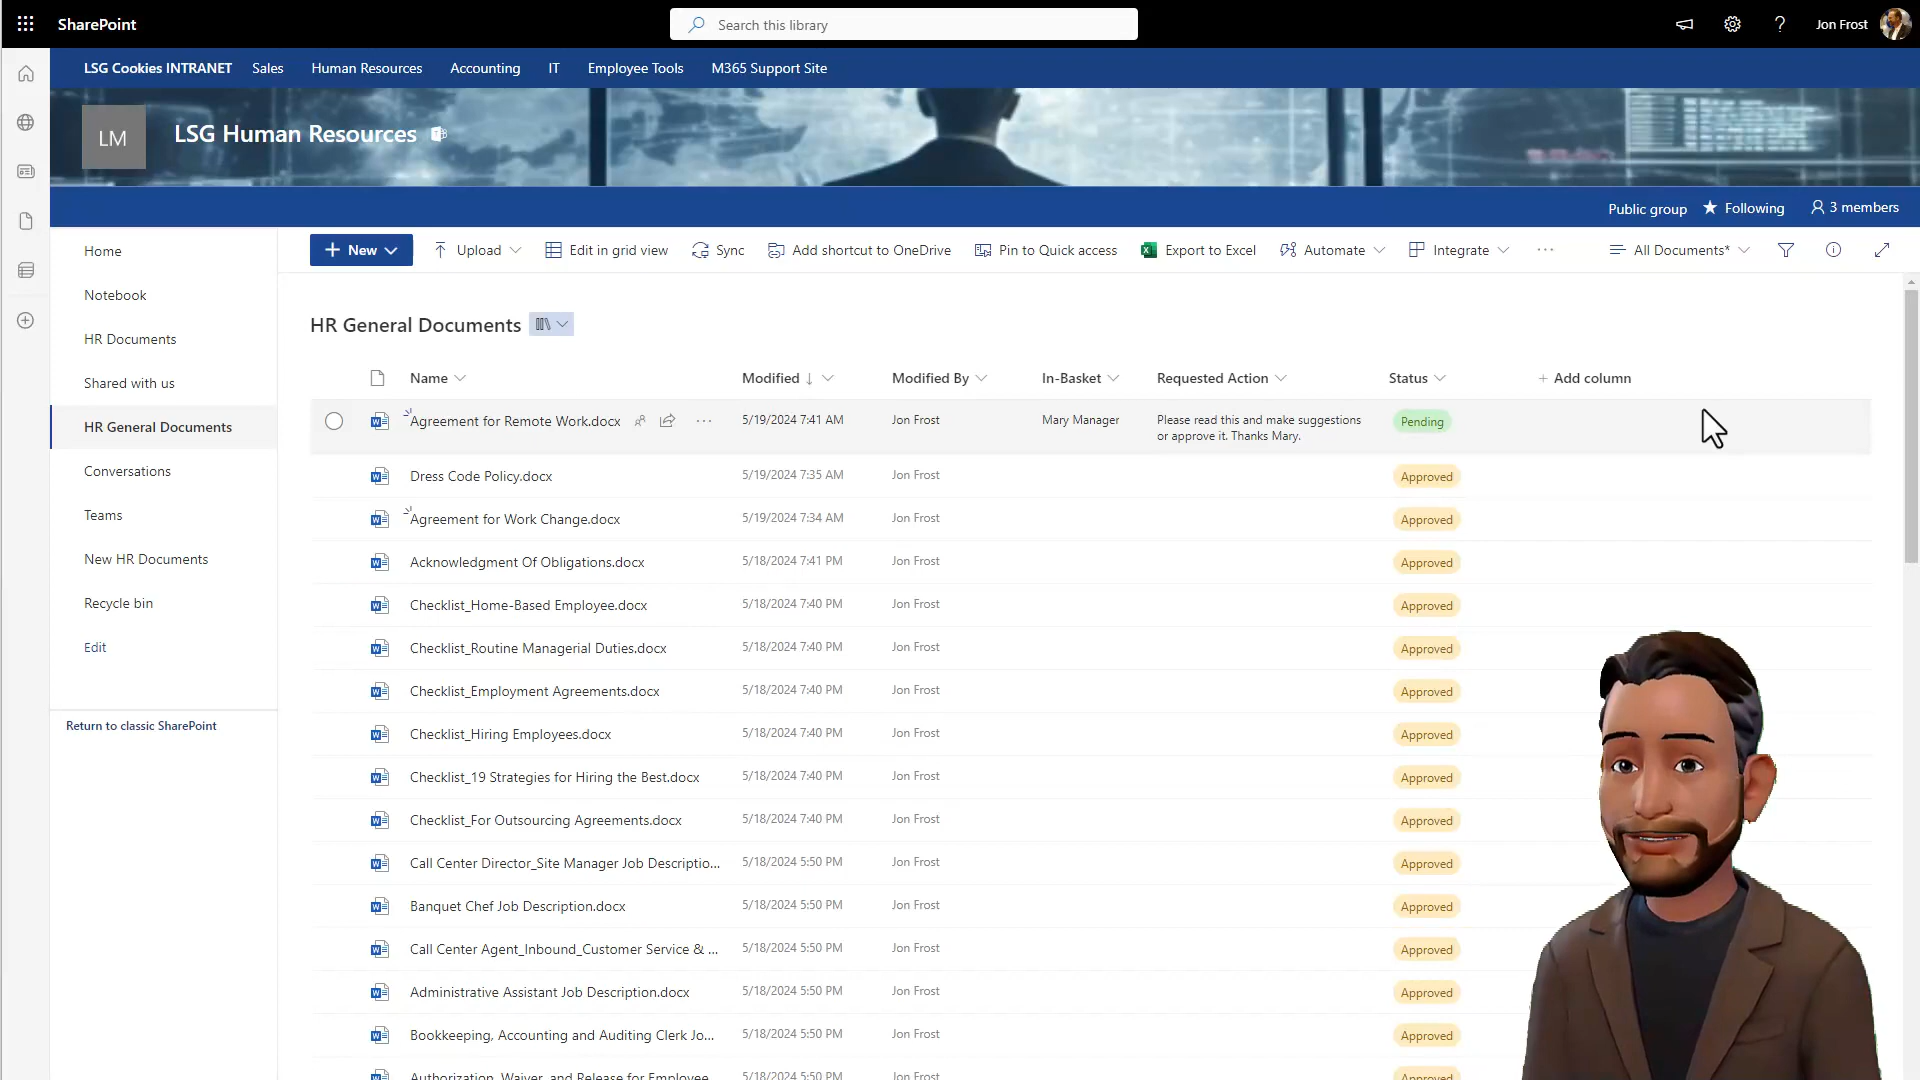 SharePoint
Search this library
Jon Frost
LSG Cookies INTRANET Sales Human Resources Accounting IT Employee Tools M365 Support Site
LM
LSG Human Resources
Public group Following 3 members
Home
Notebook
HR Documents
Shared with us
HR General Documents
Conversations
Teams
New HR Documents
Recycle bin
Edit
Return to classic SharePoint
New Upload Edit in grid view Sync Add shortcut to OneDrive Pin to Quick access Export to Excel Automate Integrate ··· All Documents*
HR General Documents
Name Modified ↓ Modified By In-Basket Requested Action Status + Add column
Agreement for Remote Work.docx ··· 5/19/2024 7:41 AM Jon Frost Mary Manager Please read this and make suggestions Pending
or approve it. Thanks Mary.
Dress Code Policy.docx 5/19/2024 7:35 AM Jon Frost Approved
Agreement for Work Change.docx 5/19/2024 7:34 AM Jon Frost Approved
Acknowledgment Of Obligations.docx 5/18/2024 7:41 PM Jon Frost Approved
Checklist_Home-Based Employee.docx 5/18/2024 7:40 PM Jon Frost Approved
Checklist_Routine Managerial Duties.docx 5/18/2024 7:40 PM Jon Frost Approved
Checklist_Employment Agreements.docx 5/18/2024 7:40 PM Jon Frost Approved
Checklist_Hiring Employees.docx 5/18/2024 7:40 PM Jon Frost Approved
Checklist_19 Strategies for Hiring the Best.docx 5/18/2024 7:40 PM Jon Frost Approved
Checklist_For Outsourcing Agreements.docx 5/18/2024 7:40 PM Jon Frost Approved
Call Center Director_Site Manager Job Descriptio... 5/18/2024 5:50 PM Jon Frost Approved
Banquet Chef Job Description.docx 5/18/2024 5:50 PM Jon Frost Approved
Call Center Agent_Inbound_Customer Service & ... 5/18/2024 5:50 PM Jon Frost Approved
Administrative Assistant Job Description.docx 5/18/2024 5:50 PM Jon Frost Approved
Bookkeeping, Accounting and Auditing Clerk Jo... 5/18/2024 5:50 PM Jon Frost Approved
Authorization, Waiver, and Release for Employee 5/18/2024 5:50 PM Jon Frost Approved